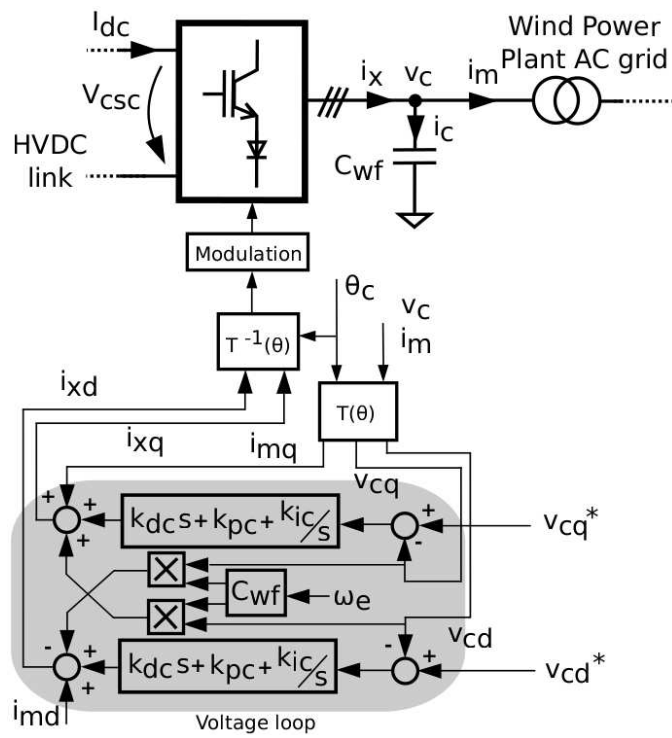 Idc
Vcsc
HVDC
link
ix
vc
im
ic
Cwf
Wind Power
Plant AC grid
Modulation
θc
vc
im
T⁻¹(θ)
T(θ)
ixd
ixq
imq
vcq
+
+
+
kdcs+kpc+kic/s
+
-
vcq*
×
Cwf
ωe
×
vcd
-
+
+
kdcs+kpc+kic/s
-
+
vcd*
imd
Voltage loop